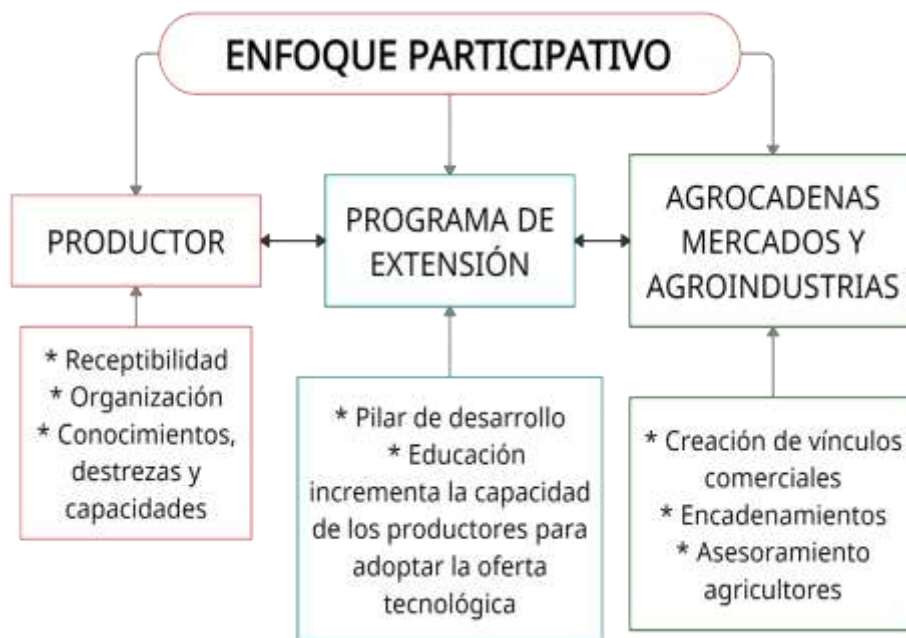 ENFOQUE PARTICIPATIVO
PRODUCTOR
PROGRAMA DE
EXTENSIÓN
AGROCADENAS
MERCADOS Y
AGROINDUSTRIAS
* Receptibilidad
* Organización
* Conocimientos,
destrezas y
capacidades
* Pilar de desarrollo
* Educación
incrementa la capacidad
de los productores para
adoptar la oferta
tecnológica
* Creación de vínculos
comerciales
* Encadenamientos
* Asesoramiento
agricultores